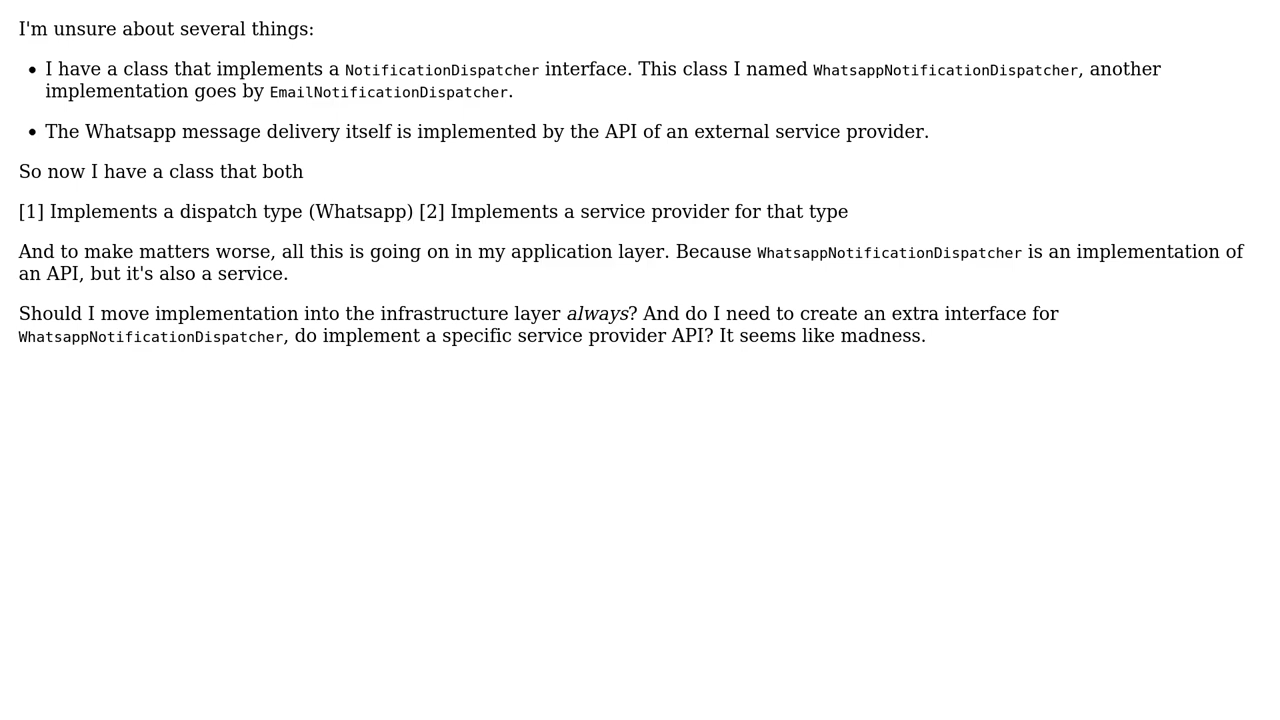 I'm unsure about several things:
• I have a class that implements a NotificationDispatcher interface. This class I named WhatsappNotificationDispatcher, another
implementation goes by EmailNotificationDispatcher.
• The Whatsapp message delivery itself is implemented by the API of an external service provider.
So now I have a class that both
[1] Implements a dispatch type (Whatsapp) [2] Implements a service provider for that type
And to make matters worse, all this is going on in my application layer. Because WhatsappNotificationDispatcher is an implementation of
an API, but it's also a service.
Should I move implementation into the infrastructure layer always? And do I need to create an extra interface for
WhatsappNotificationDispatcher, do implement a specific service provider API? It seems like madness.